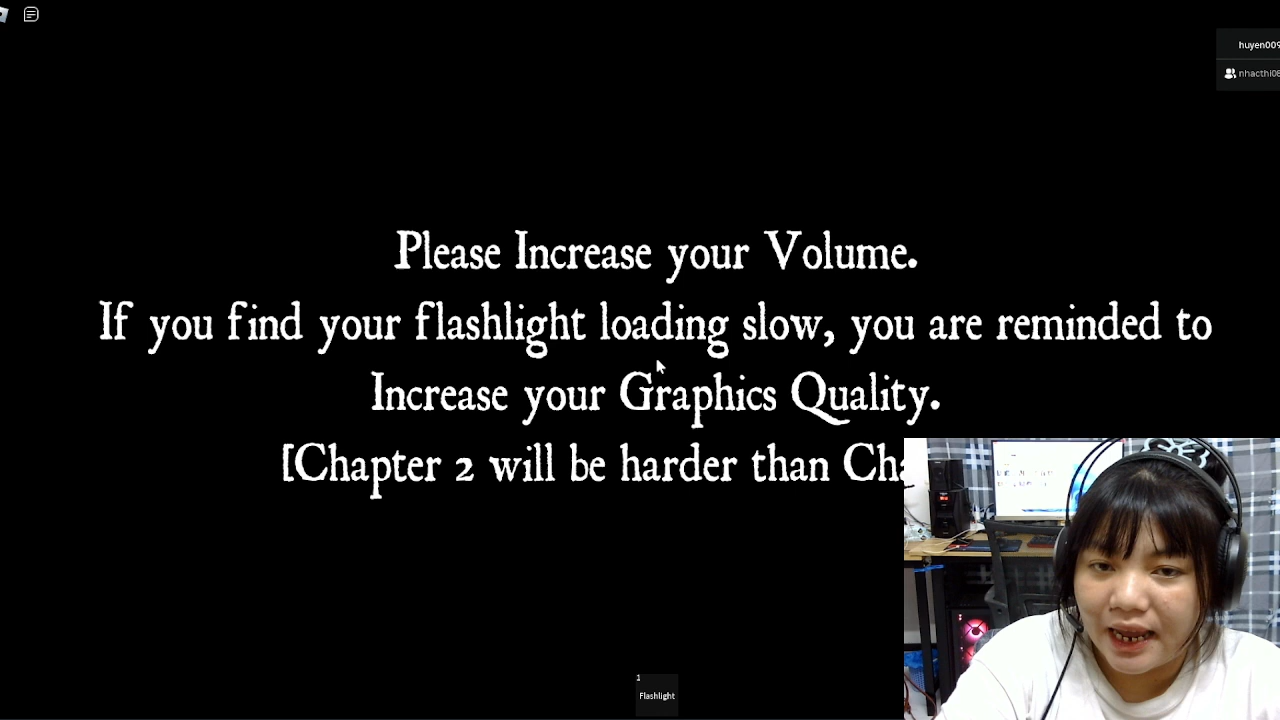 huyen009
Please Increase your Volume.
If you find your flashlight loading slow, you are reminded to
Increase your Graphics Quality.
[Chapter 2 will be harder than
1
Flashlight